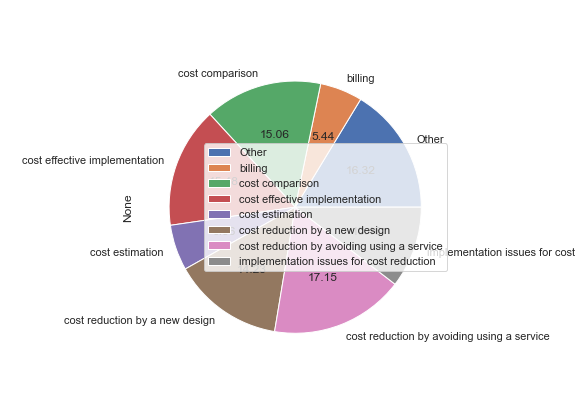 cost comparison
billing
15.06
5.44
Other
16.32
cost effective implementation
None
cost estimation
cost reduction by a new design
17.15
cost reduction by avoiding using a service
implementation issues for cost
Other
billing
cost comparison
cost effective implementation
cost estimation
cost reduction by a new design
cost reduction by avoiding using a service
implementation issues for cost reduction